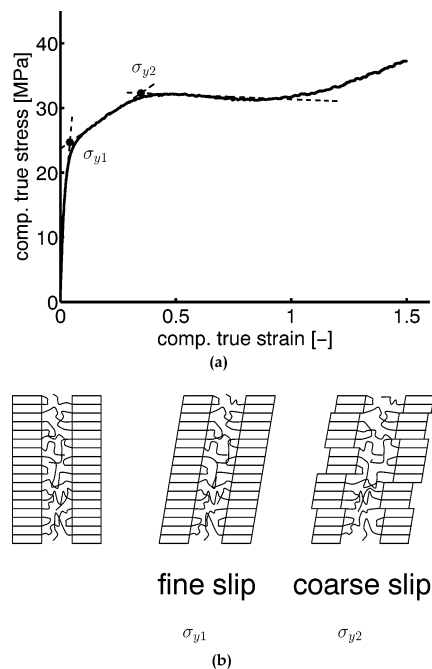 40
30
20
10
0
comp. true stress [MPa]
σy2
σy1
0 0.5 1 1.5
comp. true strain [-]
(a)
fine slip coarse slip
σy1 σy2
(b)